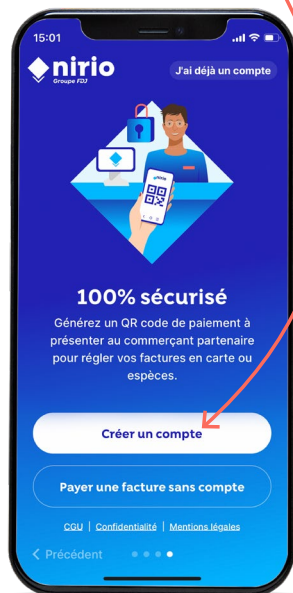 15:01
nirio
Groupe FDJ
J'ai déjà un compte
nirio
100% sécurisé
Générez un QR code de paiement à
présenter au commerçant partenaire
pour régler vos factures en carte ou
espèces.
Créer un compte
Payer une facture sans compte
CGU | Confidentialité | Mentions légales
< Précédent